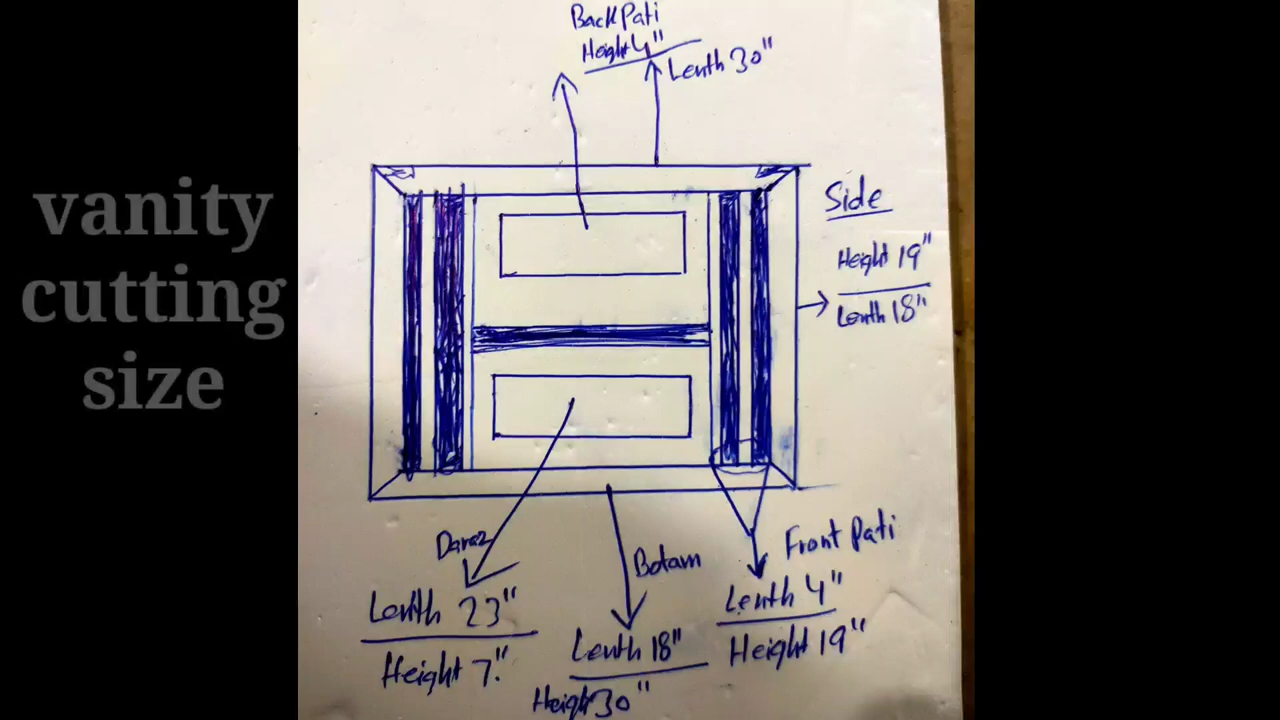 vanity
cutting
size
Back Pati
Height 4"
Lenth 30"
Side
Height 19"
Lenth 18"
Daraz
Lenth 23"
Height 7."
Botam
Lenth 18"
Height 30"
Front Pati
Lenth 4"
Height 19"